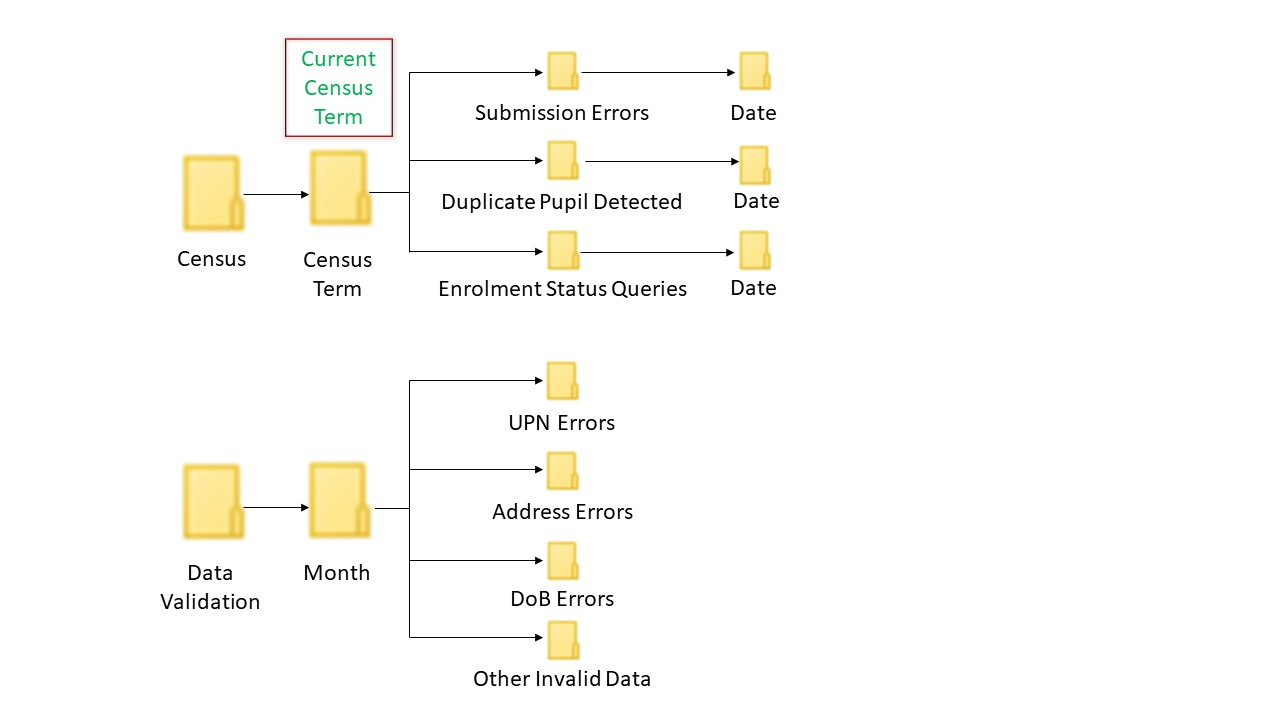 Current
Census
Term
Submission Errors
Date
Duplicate Pupil Detected
Date
Census
Census
Term
Enrolment Status Queries
Date
UPN Errors
Address Errors
Data
Validation
Month
DoB Errors
Other Invalid Data